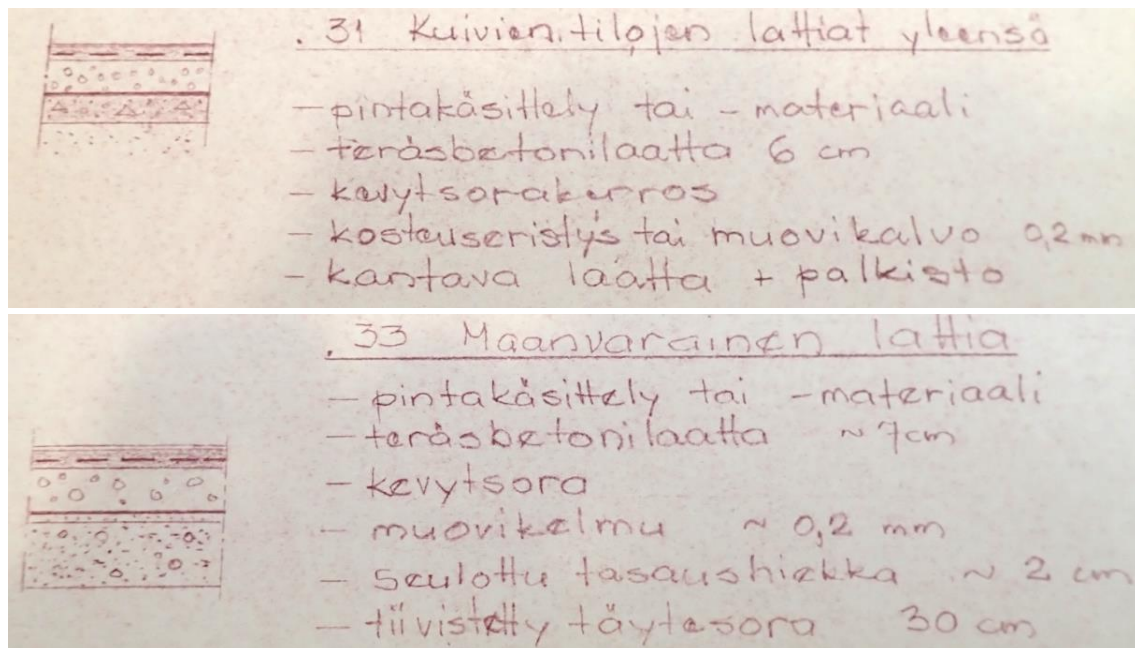 .31 Kuivien tilojen lattiat yleensä
- pintakäsittely tai -materiaali
- teräsbetonilaatta 6 cm
- kevytsorakerros
- kosteuseristys tai muovikalvo 0,2 mm
- kantava laatta + palkisto
.33 Maanvarainen lattia
- pintakäsittely tai -materiaali
- teräsbetonilaatta ~ 7cm
- kevytsora
- muovikelmu ~ 0,2 mm
- seulottu tasaushiekka ~ 2 cm
- tiivistetty täytesora 30 cm